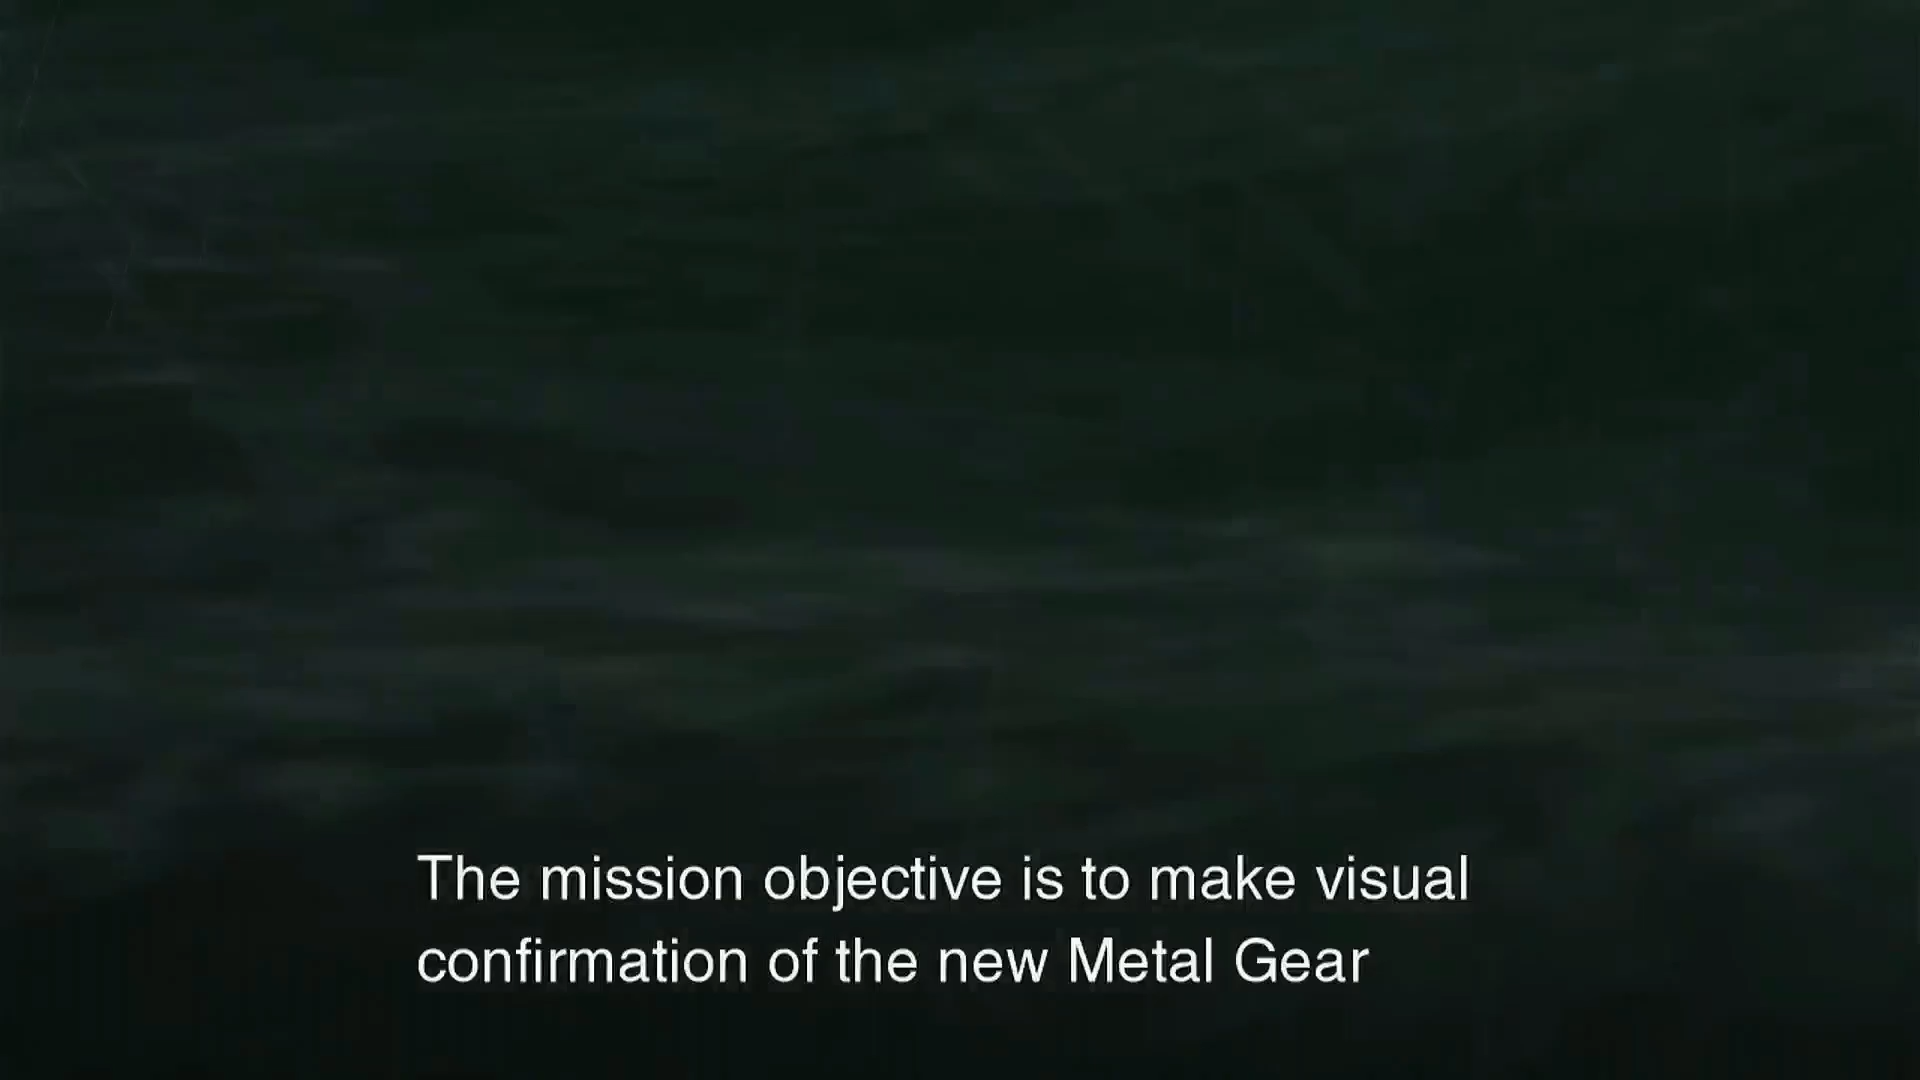 The mission objective is to make visual
confirmation of the new Metal Gear